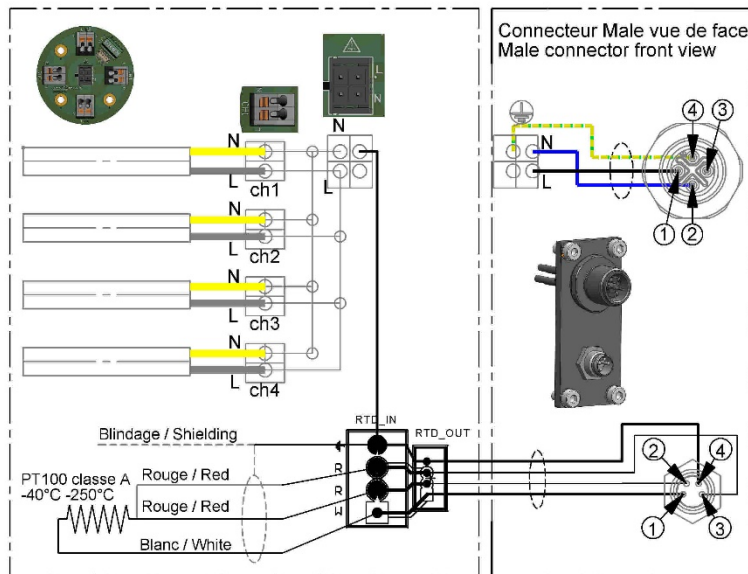 Connecteur Male vue de face
Male connector front view
CH1
L
N
N
L
ch1
N
N
L
ch2
N
L
ch3
N
L
ch4
N
L
4
3
1
2
RTD_IN
RTD_OUT
Blindage / Shielding
Rouge / Red
R
PT100 classe A
-40°C -250°C
Rouge / Red
R
Blanc / White
W
2
4
1
3